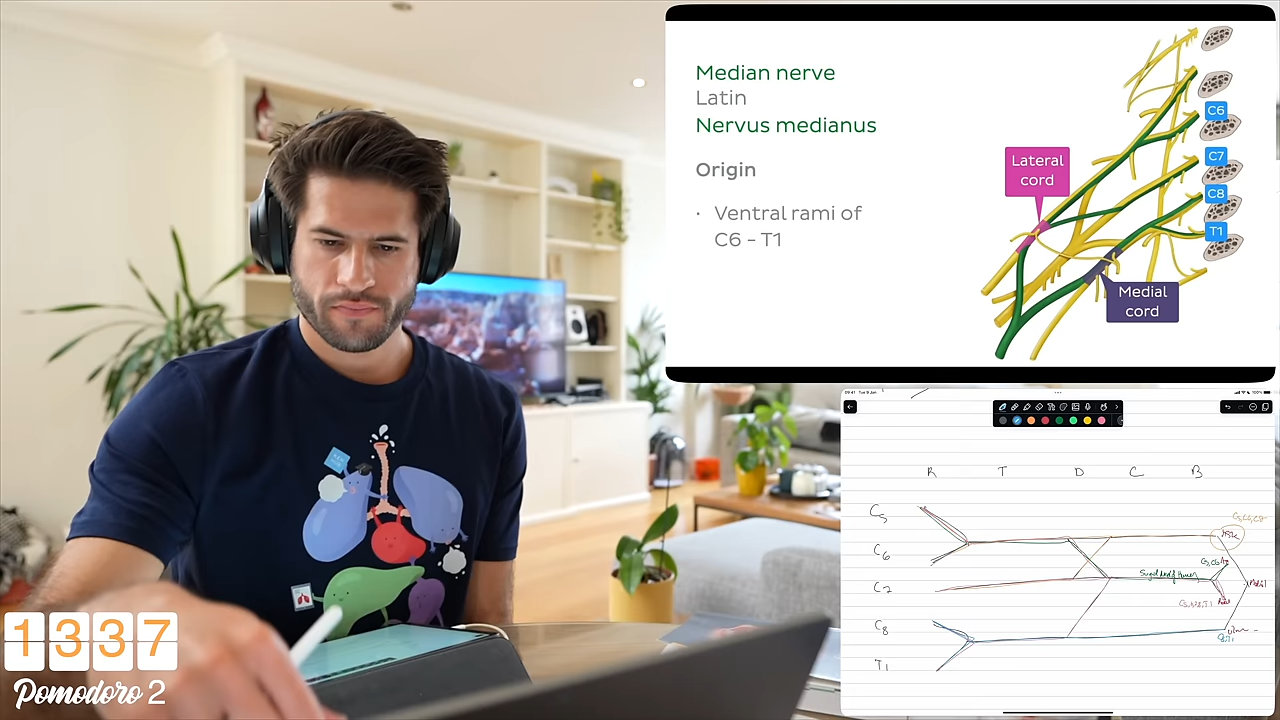 Median nerve
Latin
Nervus medianus
Origin
· Ventral rami of
C6 - T1
Lateral
cord
Medial
cord
C6
C7
C8
T1
R T D C B
C5
C6
C7
C8
T1
1337
Pomodoro 2